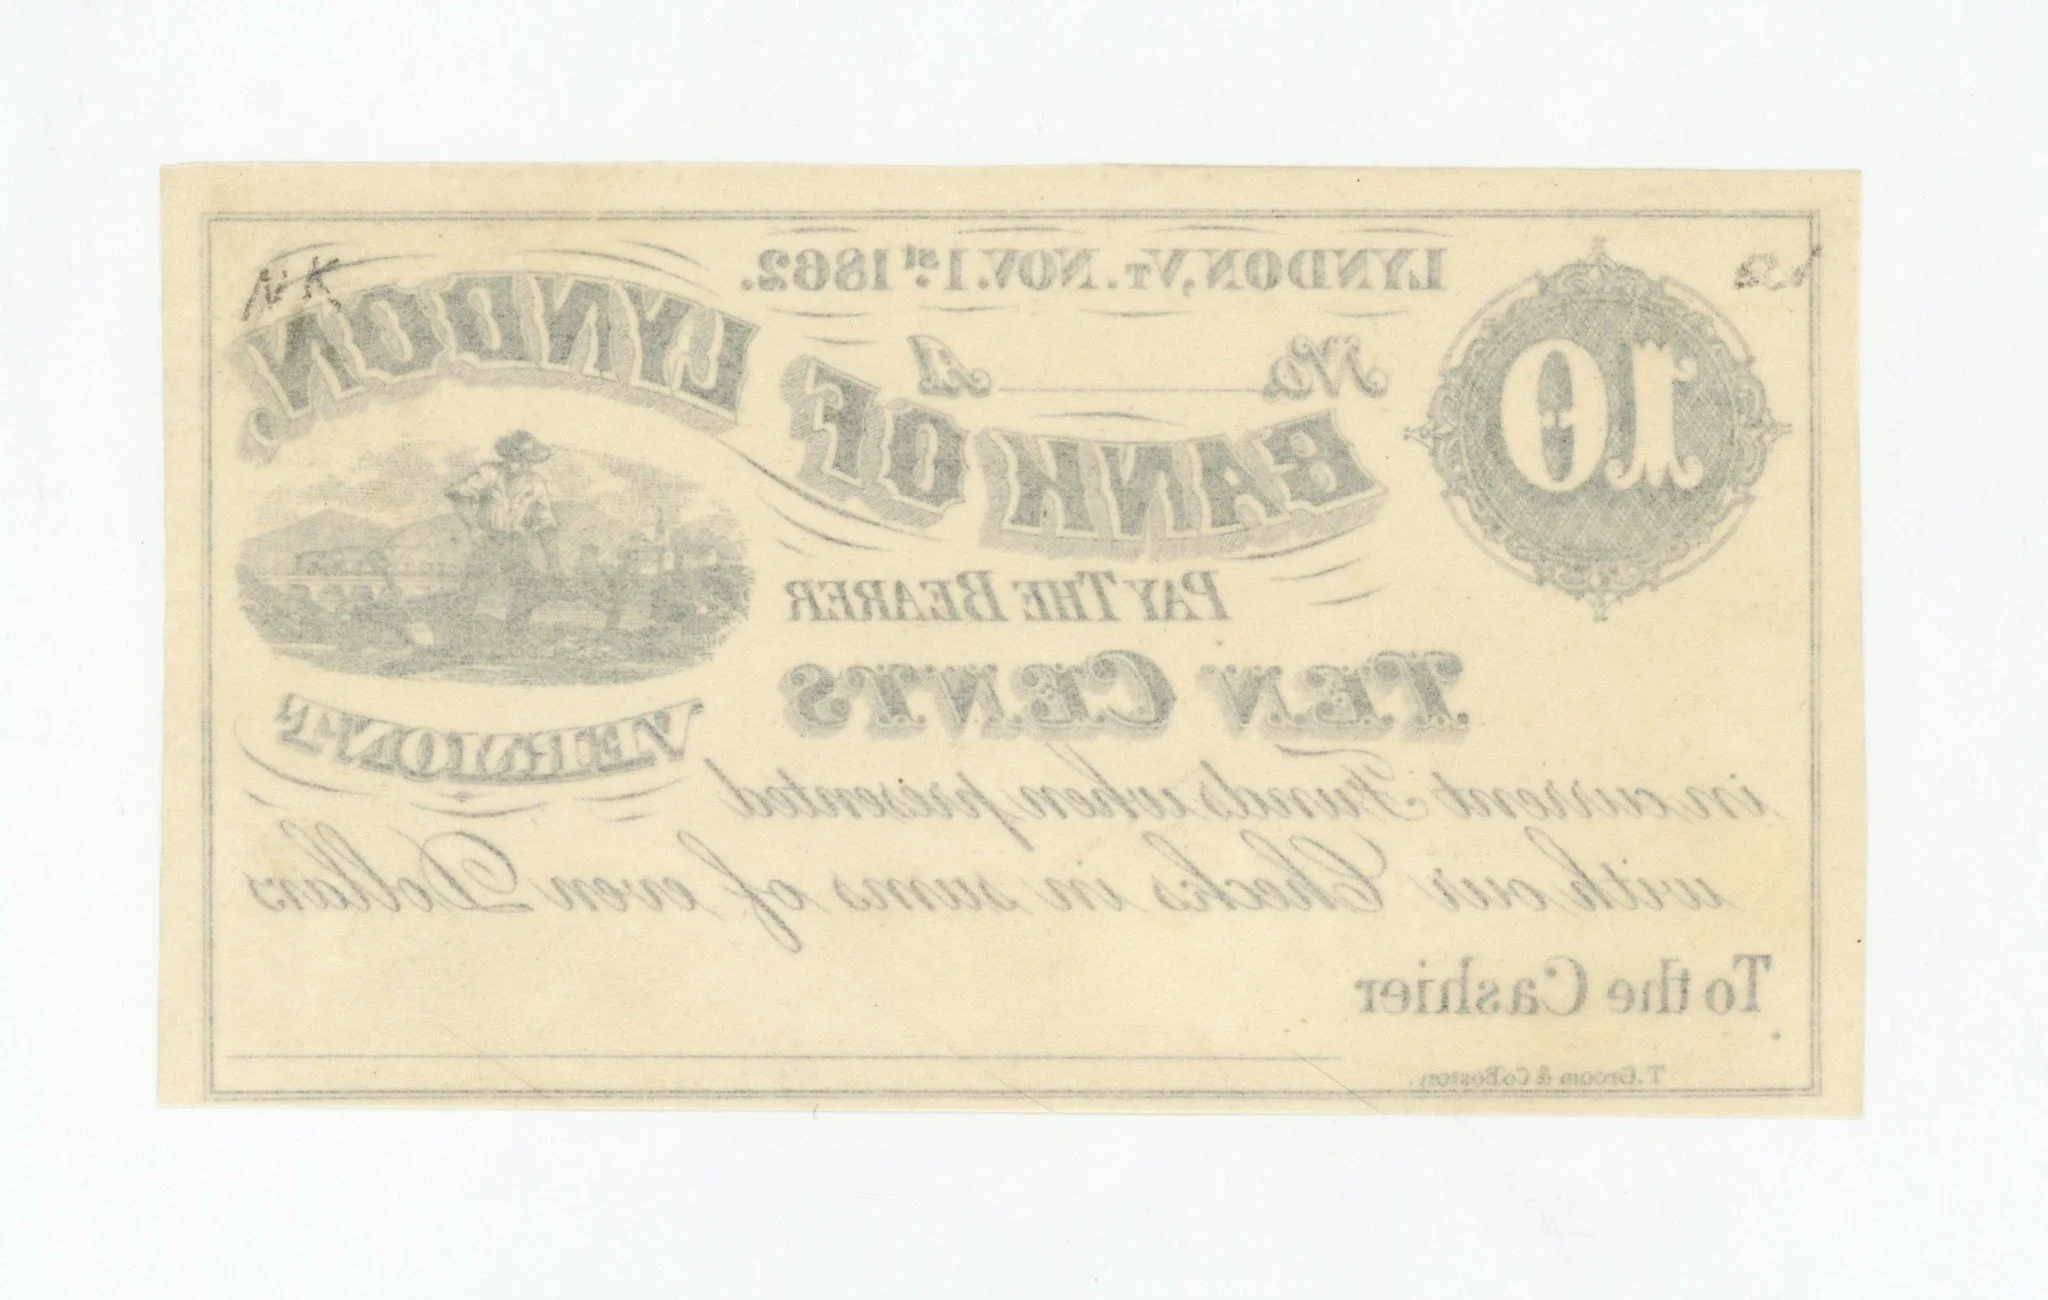 LYNDON, VT. NOV. 1st 1862.
10
No. A
BANK OF LYNDON,
PAY THE BEARER
TEN CENTS
VERMONT
in current Funds when presented
with our Checks in sums of even Dollars
To the Cashier
T. Groom & Co Boston.
NK